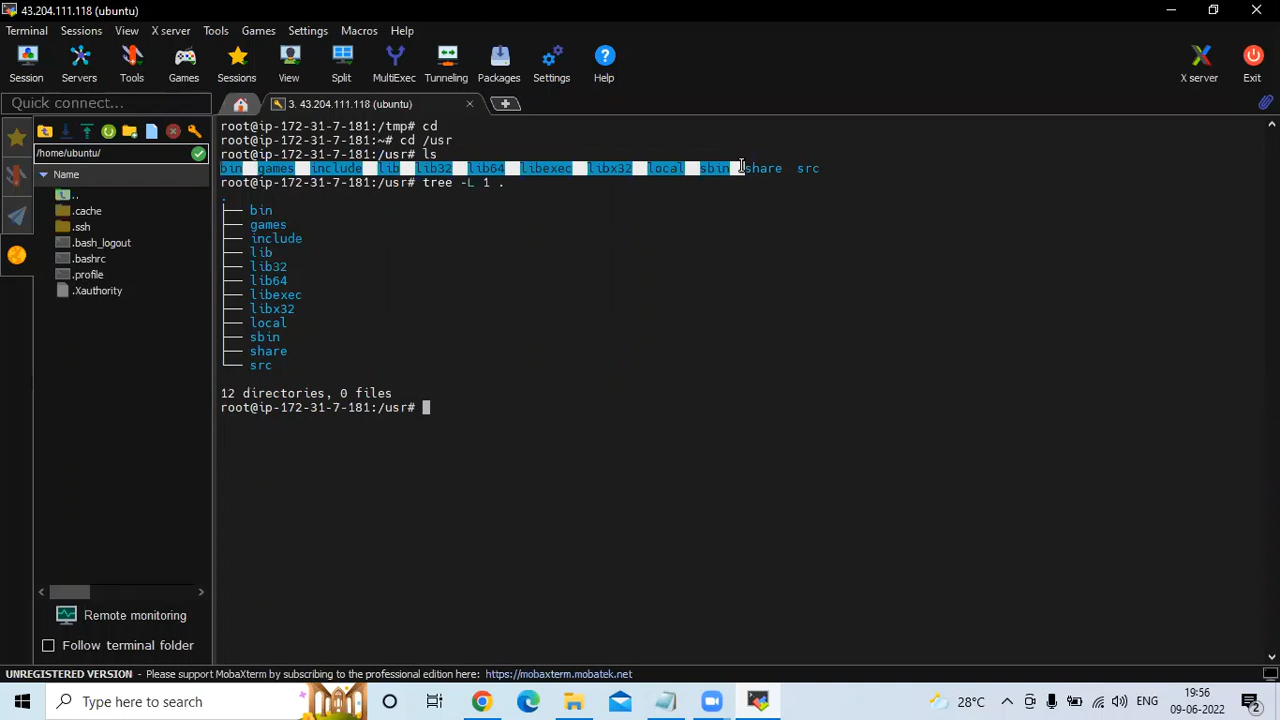 43.204.111.118 (ubuntu)
Terminal Sessions View X server Tools Games Settings Macros Help
Session Servers Tools Games Sessions View Split MultiExec Tunneling Packages Settings Help X server Exit
Quick connect...
3. 43.204.111.118 (ubuntu)
/home/ubuntu/
Name
..
.cache
.ssh
.bash_logout
.bashrc
.profile
.Xauthority
Remote monitoring
Follow terminal folder
root@ip-172-31-7-181:/tmp# cd
root@ip-172-31-7-181:~# cd /usr
root@ip-172-31-7-181:/usr# ls
bin games include lib lib32 lib64 libexec libx32 local sbin share src
root@ip-172-31-7-181:/usr# tree -L 1 .
.
├── bin
├── games
├── include
├── lib
├── lib32
├── lib64
├── libexec
├── libx32
├── local
├── sbin
├── share
└── src
12 directories, 0 files
root@ip-172-31-7-181:/usr#
UNREGISTERED VERSION - Please support MobaXterm by subscribing to the professional edition here: https://mobaxterm.mobatek.net
Type here to search
28°C
ENG
19:56
09-06-2022
2